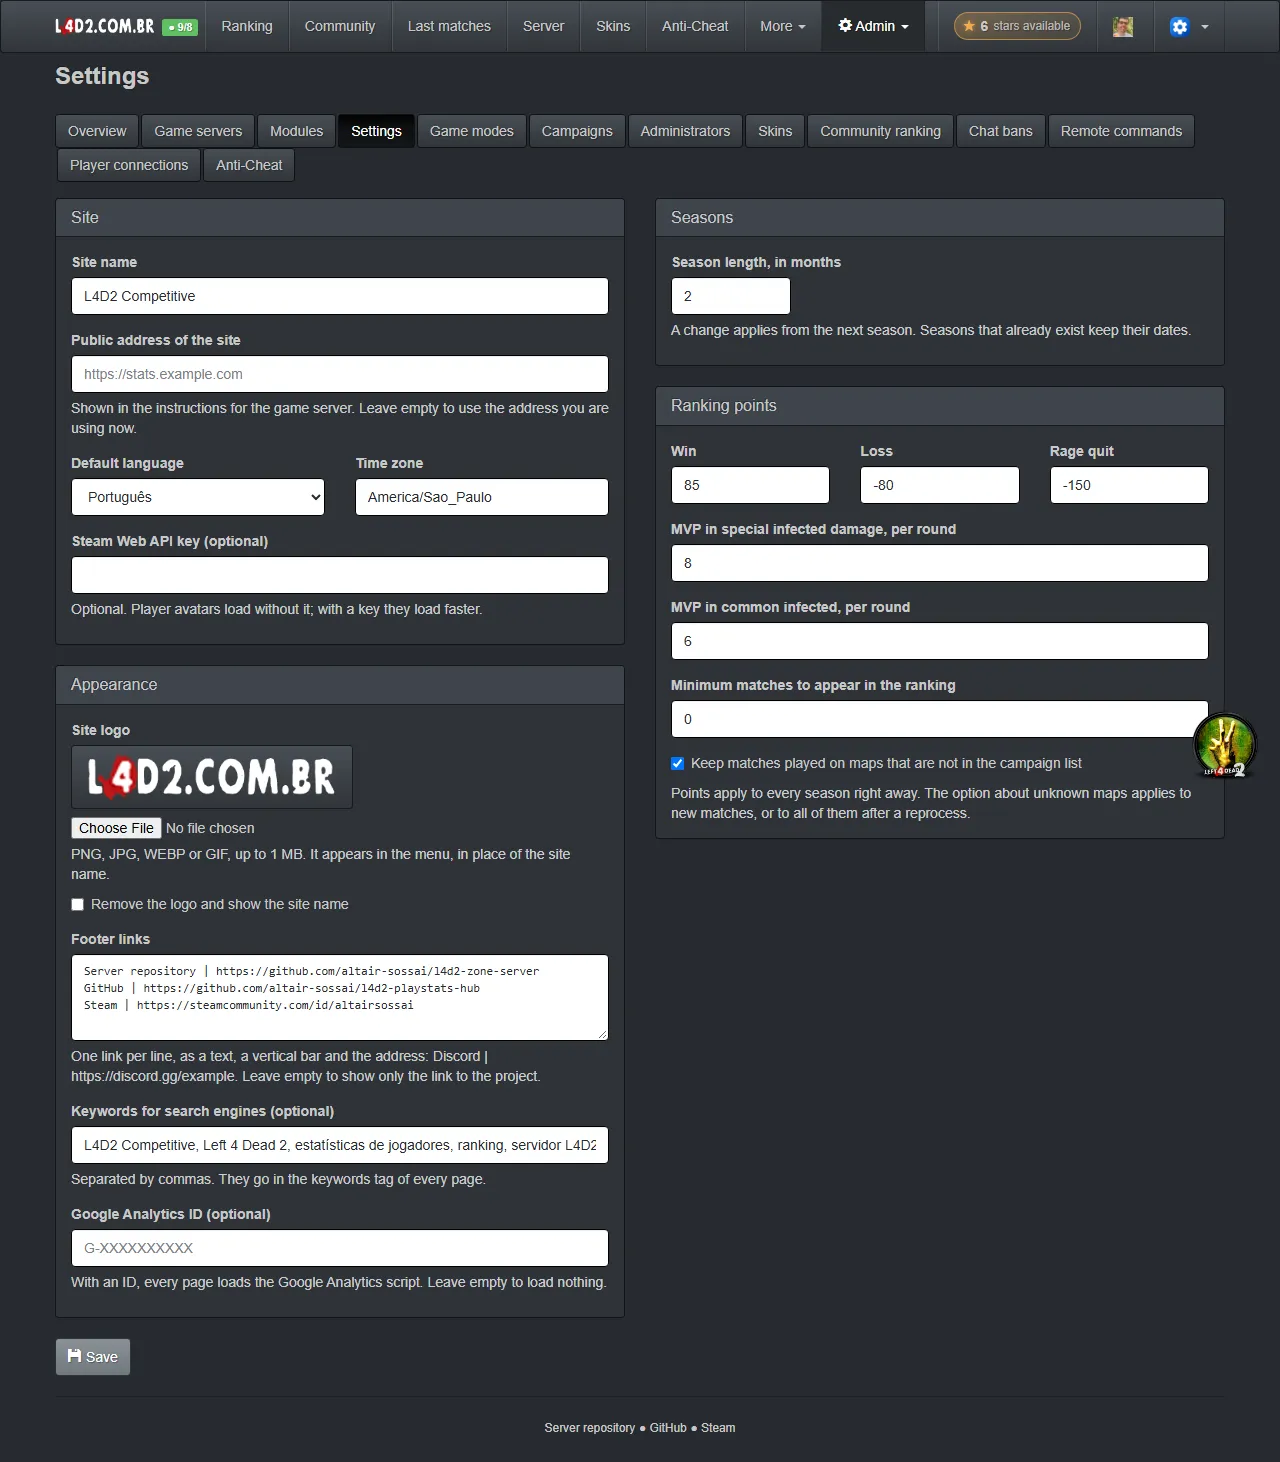 L4D2.COM.BR
● 9/8
Ranking
Community
Last matches
Server
Skins
Anti-Cheat
More
Admin
★ 6 stars available
Settings
Overview
Game servers
Modules
Settings
Game modes
Campaigns
Administrators
Skins
Community ranking
Chat bans
Remote commands
Player connections
Anti-Cheat
Site
Site name
L4D2 Competitive
Public address of the site
https://stats.example.com
Shown in the instructions for the game server. Leave empty to use the address you are
using now.
Default language
Time zone
Português
America/Sao_Paulo
Steam Web API key (optional)
Optional. Player avatars load without it; with a key they load faster.
Appearance
Site logo
L4D2.COM.BR
Choose File No file chosen
PNG, JPG, WEBP or GIF, up to 1 MB. It appears in the menu, in place of the site
name.
Remove the logo and show the site name
Footer links
Server repository | https://github.com/altair-sossai/l4d2-zone-server
GitHub | https://github.com/altair-sossai/l4d2-playstats-hub
Steam | https://steamcommunity.com/id/altairsossai
One link per line, as a text, a vertical bar and the address: Discord |
https://discord.gg/example. Leave empty to show only the link to the project.
Keywords for search engines (optional)
L4D2 Competitive, Left 4 Dead 2, estatísticas de jogadores, ranking, servidor L4D2
Separated by commas. They go in the keywords tag of every page.
Google Analytics ID (optional)
G-XXXXXXXXXX
With an ID, every page loads the Google Analytics script. Leave empty to load nothing.
Save
Seasons
Season length, in months
2
A change applies from the next season. Seasons that already exist keep their dates.
Ranking points
Win
Loss
Rage quit
85
-80
-150
MVP in special infected damage, per round
8
MVP in common infected, per round
6
Minimum matches to appear in the ranking
0
Keep matches played on maps that are not in the campaign list
Points apply to every season right away. The option about unknown maps applies to
new matches, or to all of them after a reprocess.
LEFT 4 DEAD 2
Server repository ● GitHub ● Steam